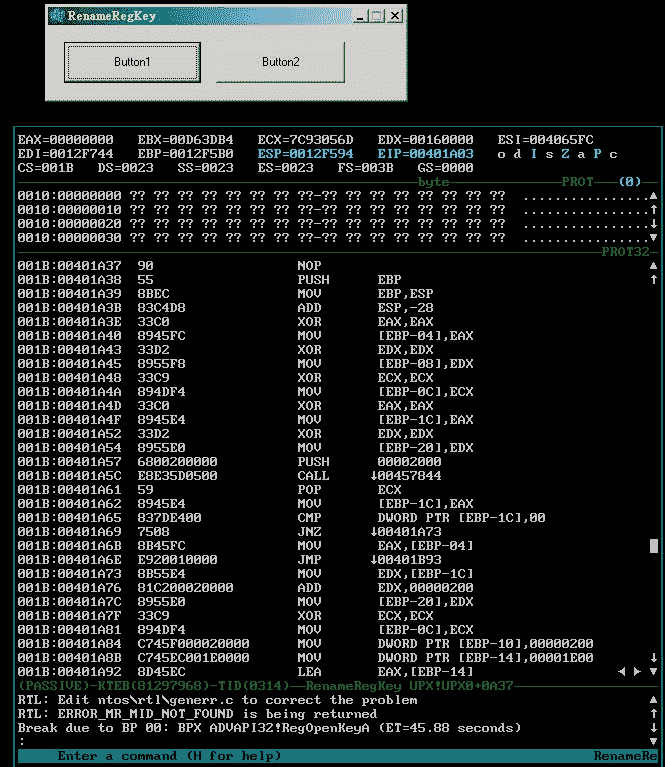 RenameRegKey
Button1 Button2
EAX=00000000 EBX=00D63DB4 ECX=7C93056D EDX=00160000 ESI=004065FC
EDI=0012F744 EBP=0012F5B0 ESP=0012F594 EIP=00401A03 o d I s Z a P c
CS=001B DS=0023 SS=0023 ES=0023 FS=003B GS=0000
byte PROT (0)
0010:00000000 ?? ?? ?? ?? ?? ?? ?? ??-?? ?? ?? ?? ?? ?? ?? ?? ................
0010:00000010 ?? ?? ?? ?? ?? ?? ?? ??-?? ?? ?? ?? ?? ?? ?? ?? ................
0010:00000020 ?? ?? ?? ?? ?? ?? ?? ??-?? ?? ?? ?? ?? ?? ?? ?? ................
0010:00000030 ?? ?? ?? ?? ?? ?? ?? ??-?? ?? ?? ?? ?? ?? ?? ?? ................
PROT32
001B:00401A37 90 NOP
001B:00401A38 55 PUSH EBP
001B:00401A39 8BEC MOV EBP,ESP
001B:00401A3B 83C4D8 ADD ESP,-28
001B:00401A3E 33C0 XOR EAX,EAX
001B:00401A40 8945FC MOV [EBP-04],EAX
001B:00401A43 33D2 XOR EDX,EDX
001B:00401A45 8955F8 MOV [EBP-08],EDX
001B:00401A48 33C9 XOR ECX,ECX
001B:00401A4A 894DF4 MOV [EBP-0C],ECX
001B:00401A4D 33C0 XOR EAX,EAX
001B:00401A4F 8945E4 MOV [EBP-1C],EAX
001B:00401A52 33D2 XOR EDX,EDX
001B:00401A54 8955E0 MOV [EBP-20],EDX
001B:00401A57 6800200000 PUSH 00002000
001B:00401A5C E8E35D0500 CALL ↓00457844
001B:00401A61 59 POP ECX
001B:00401A62 8945E4 MOV [EBP-1C],EAX
001B:00401A65 837DE400 CMP DWORD PTR [EBP-1C],00
001B:00401A69 7508 JNZ ↓00401A73
001B:00401A6B 8B45FC MOV EAX,[EBP-04]
001B:00401A6E E920010000 JMP ↓00401B93
001B:00401A73 8B55E4 MOV EDX,[EBP-1C]
001B:00401A76 81C200020000 ADD EDX,00000200
001B:00401A7C 8955E0 MOV [EBP-20],EDX
001B:00401A7F 33C9 XOR ECX,ECX
001B:00401A81 894DF4 MOV [EBP-0C],ECX
001B:00401A84 C745F000020000 MOV DWORD PTR [EBP-10],00000200
001B:00401A8B C745EC001E0000 MOV DWORD PTR [EBP-14],00001E00
001B:00401A92 8D45EC LEA EAX,[EBP-14]
(PASSIVE)-KTEB(81297968)-TID(0314)--RenameRegKey UPX!UPX0+0A37
RTL: Edit ntos\rtl\generr.c to correct the problem
RTL: ERROR_MR_MID_NOT_FOUND is being returned
Break due to BP 00: BPX ADVAPI32!RegOpenKeyA (ET=45.88 seconds)
:
Enter a command (H for help) RenameRe